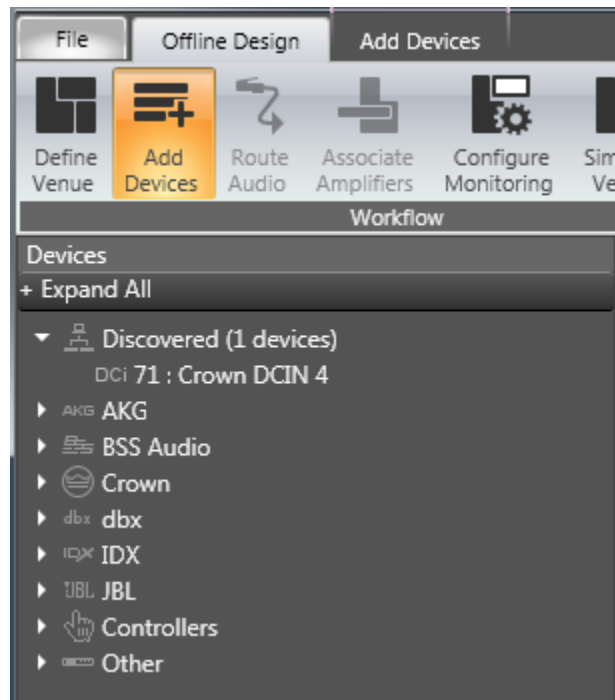 File
Offline Design
Add Devices
Define Venue
Add Devices
Route Audio
Associate Amplifiers
Configure Monitoring
Workflow
Devices
+ Expand All
Discovered (1 devices)
DCi 71 : Crown DCIN 4
AKG AKG
BSS Audio
Crown
dbx dbx
IDX IDX
JBL JBL
Controllers
Other